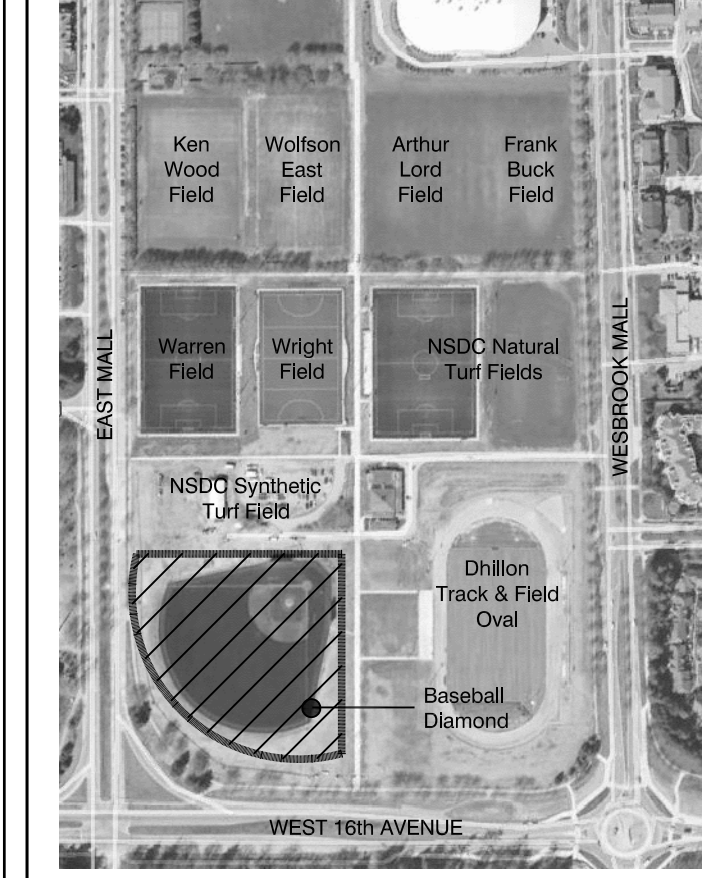 Ken
Wood
Field
Wolfson
East
Field
Arthur
Lord
Field
Frank
Buck
Field
Warren
Field
Wright
Field
NSDC Natural
Turf Fields
EAST MALL
WESBROOK MALL
NSDC Synthetic
Turf Field
Dhillon
Track & Field
Oval
Baseball
Diamond
WEST 16th AVENUE